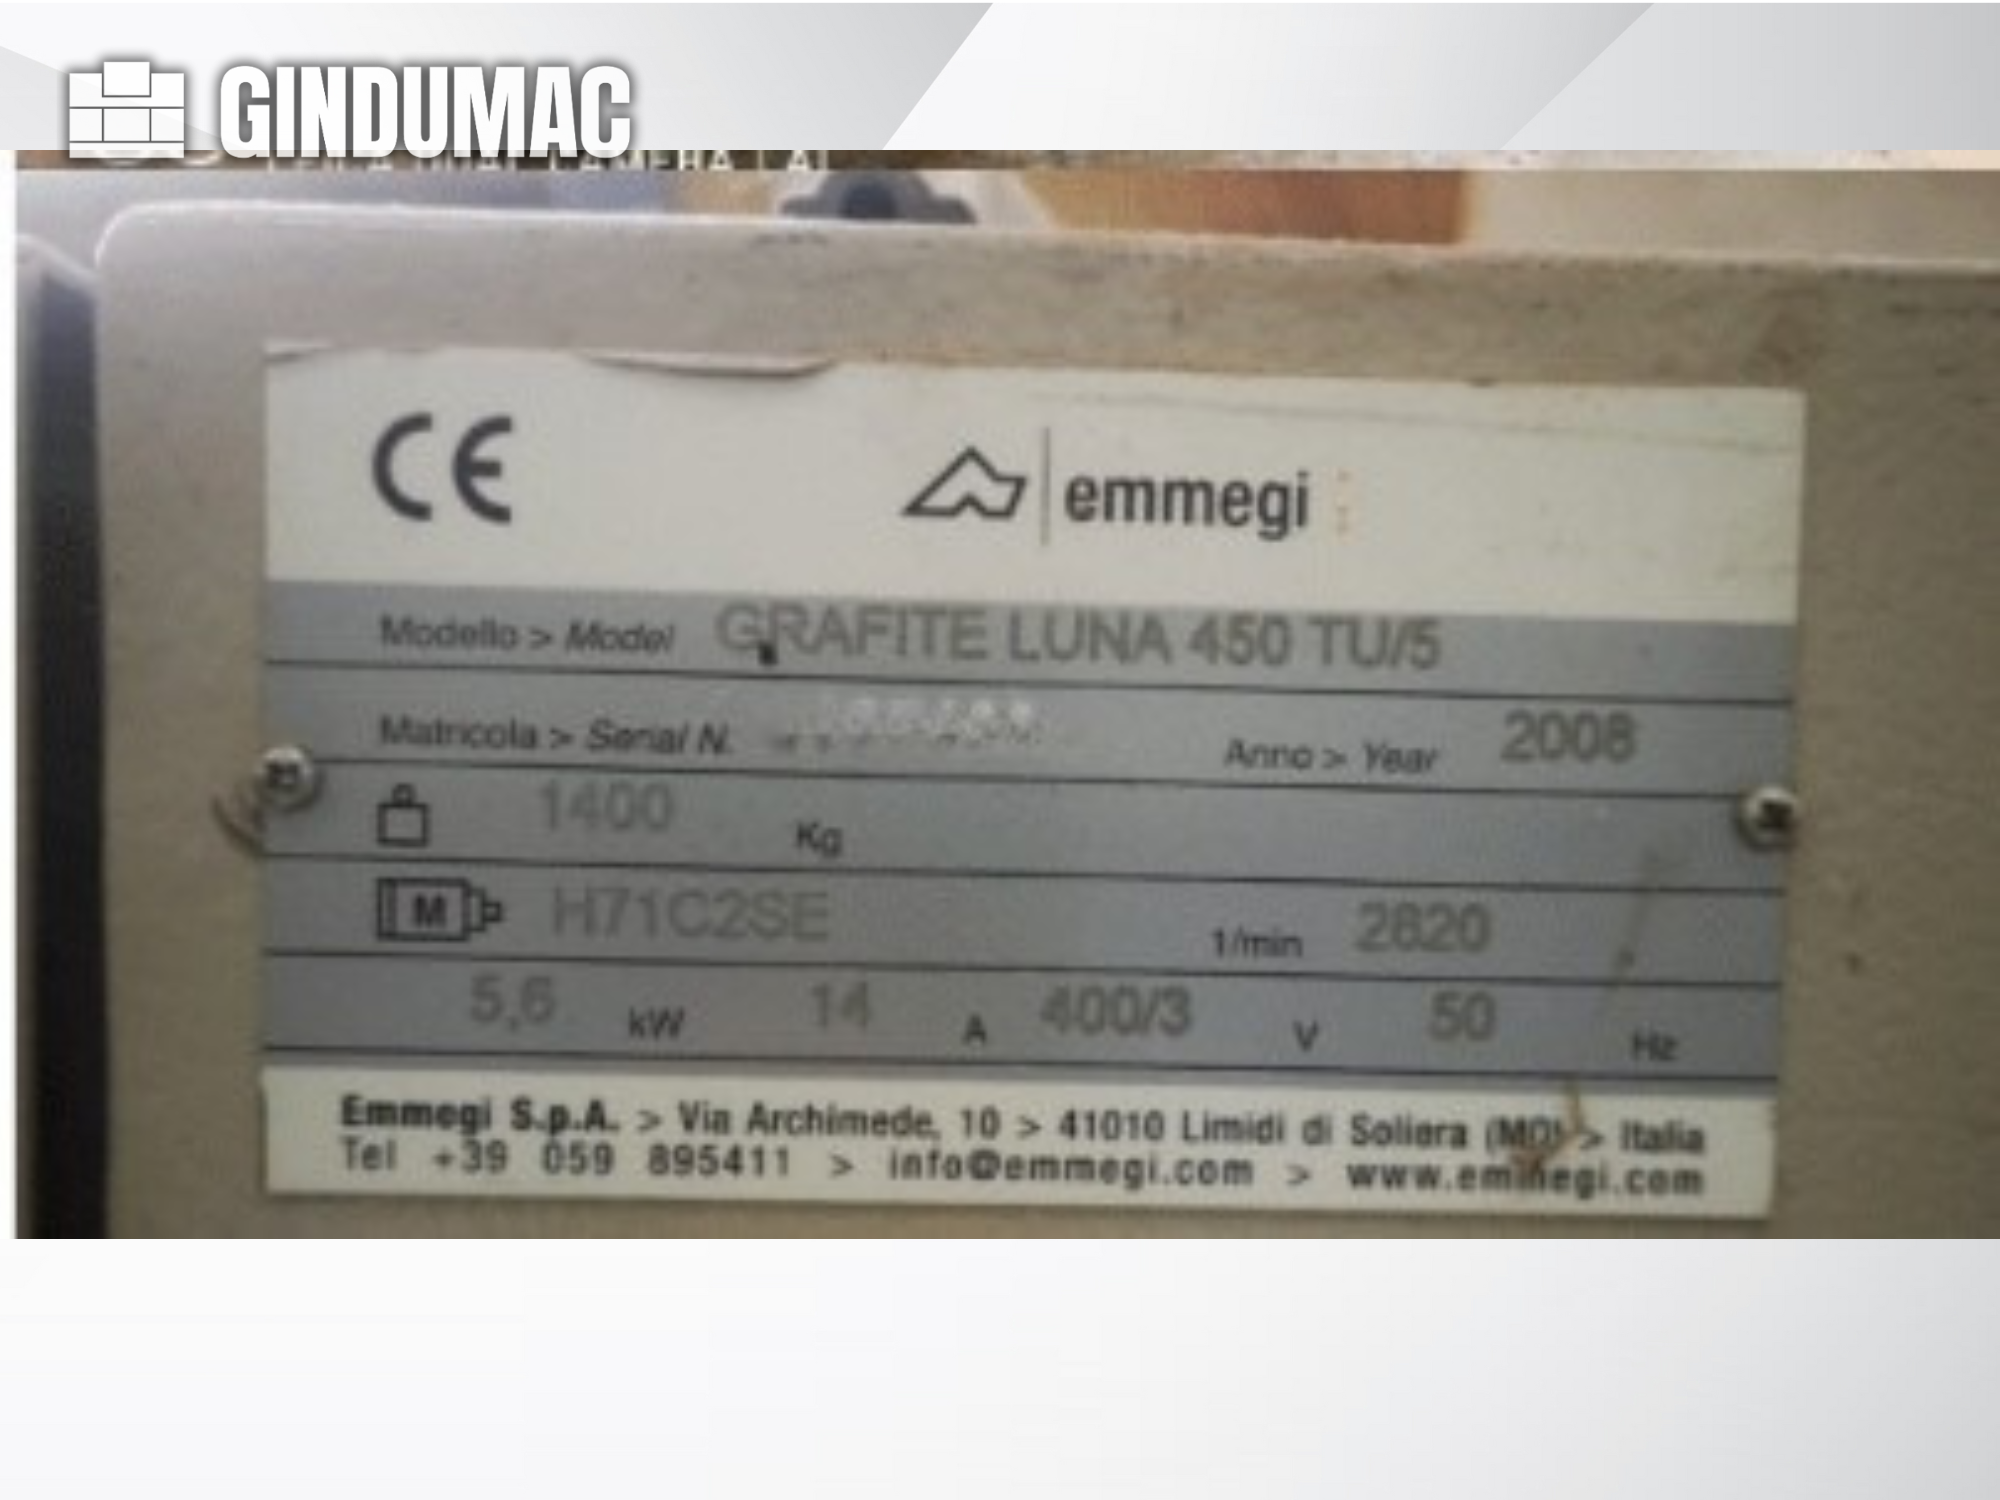 GINDUMAC
CE emmegi
Modello > Model GRAFITE LUNA 450 TU/5
Matricola > Serial N. Anno > Year 2008
1400 Kg
M H71C2SE 1/min 2820
5,6 kW 14 A 400/3 V 50 Hz
Emmegi S.p.A. > Via Archimede, 10 > 41010 Limidi di Soliera (MO) > Italia
Tel +39 059 895411 > info@emmegi.com > www.emmegi.com